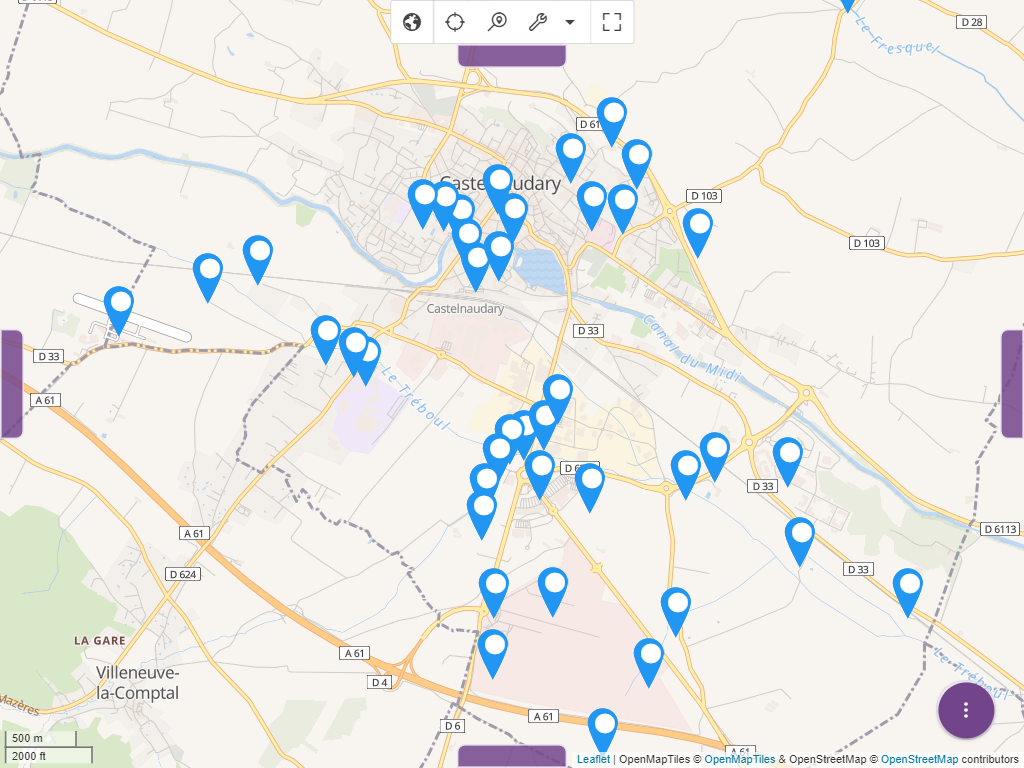 D 28
Le Fresquel
D 61
Castelnaudary
D 103
D 103
Castelnaudary
D 33
Canal du Midi
D 33
A 61
Le Tréboul
D 33
D 6113
A 61
D 33
D 624
LA GARE
Villeneuve-
la-Comptal
A 61
D 4
Le Tréboul
Mazères
A 61
D 6
A 61
500 m
2000 ft
Leaflet | OpenMapTiles © OpenMapTiles & OpenStreetMap © OpenStreetMap contributors